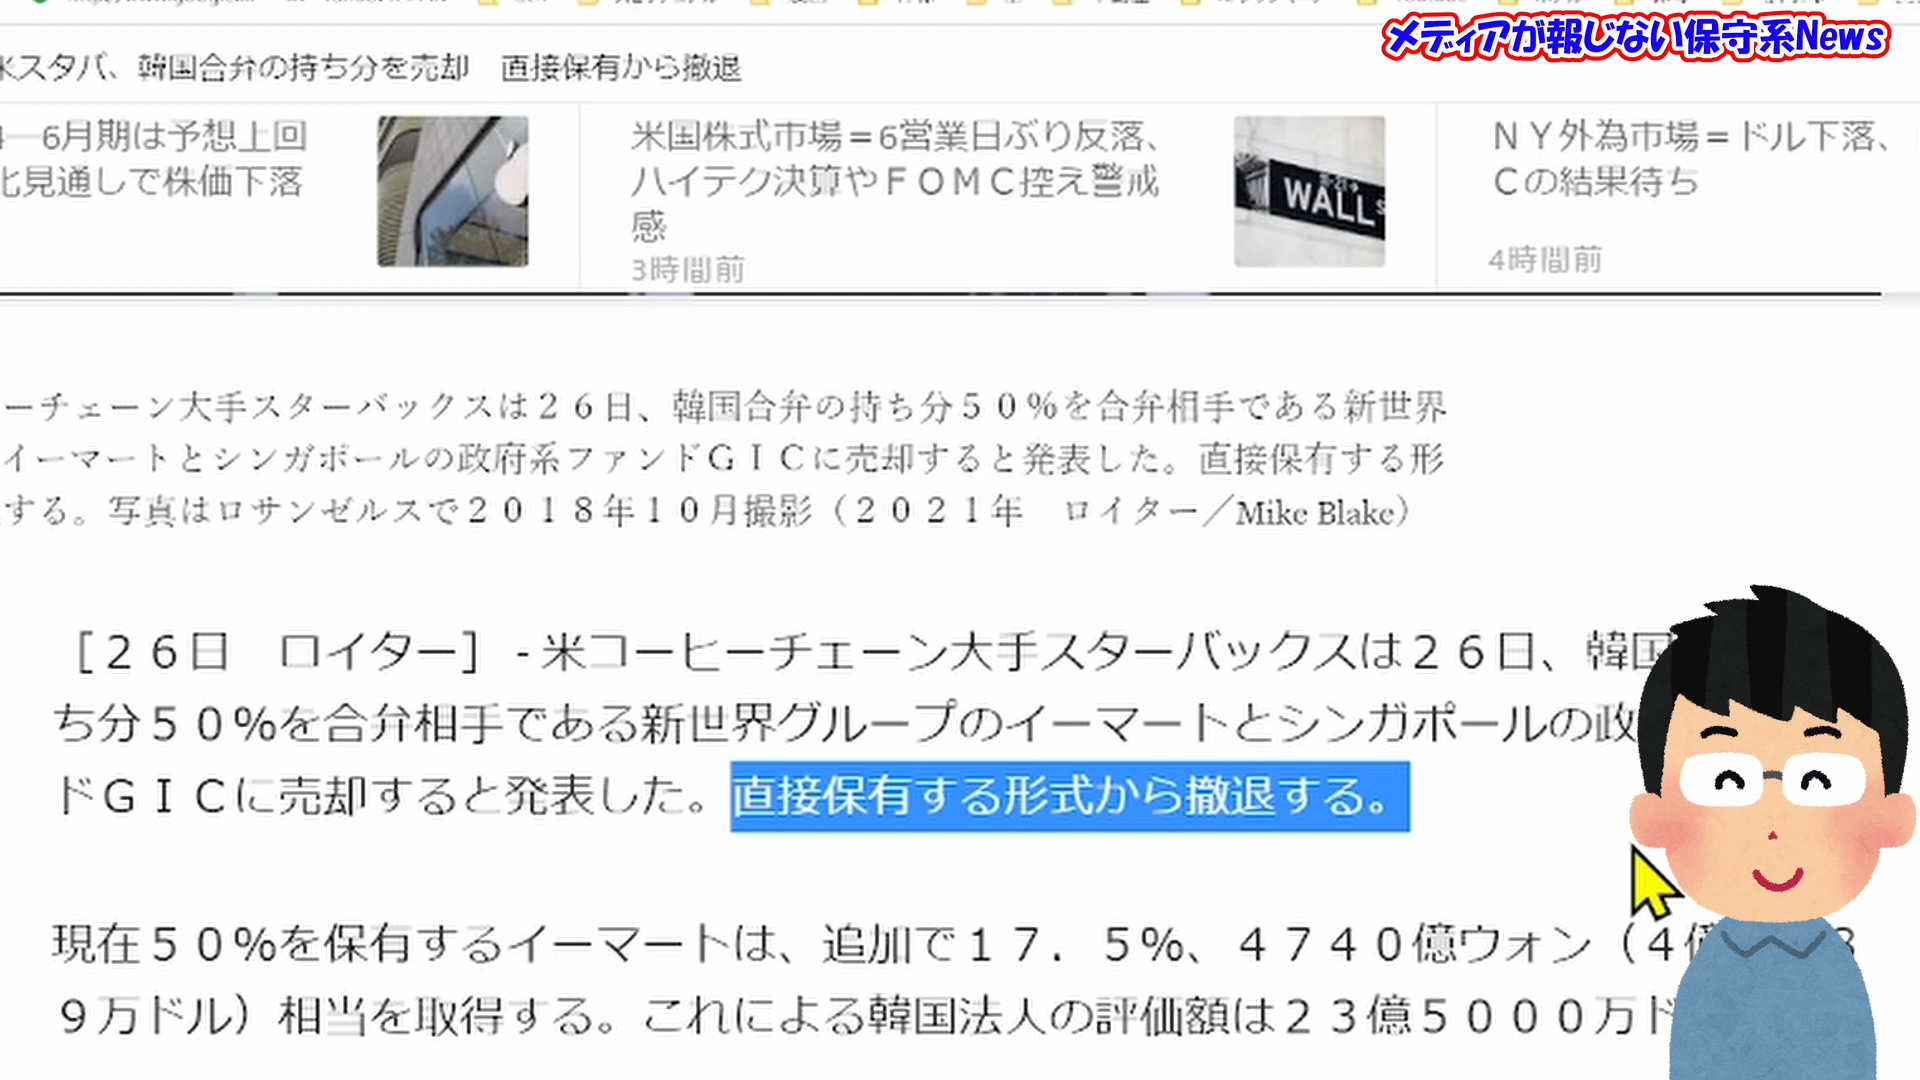 メディアが報じない保守系News
米スタバ、韓国合弁の持ち分を売却　直接保有から撤退
4―6月期は予想上回
見通しで株価下落
米国株式市場＝6営業日ぶり反落、
ハイテク決算やＦＯＭＣ控え警戒
感
3時間前
WALL
ＮＹ外為市場＝ドル下落、
Ｃの結果待ち
4時間前
ーチェーン大手スターバックスは２６日、韓国合弁の持ち分５０％を合弁相手である新世界
イーマートとシンガポールの政府系ファンドＧＩＣに売却すると発表した。直接保有する形
する。写真はロサンゼルスで２０１８年１０月撮影（２０２１年　ロイター／Mike Blake）
［２６日　ロイター］ - 米コーヒーチェーン大手スターバックスは２６日、韓国
ち分５０％を合弁相手である新世界グループのイーマートとシンガポールの政
ドＧＩＣに売却すると発表した。直接保有する形式から撤退する。
現在５０％を保有するイーマートは、追加で１７．５％、４７４０億ウォン（４億
９万ドル）相当を取得する。これによる韓国法人の評価額は２３億５０００万ド